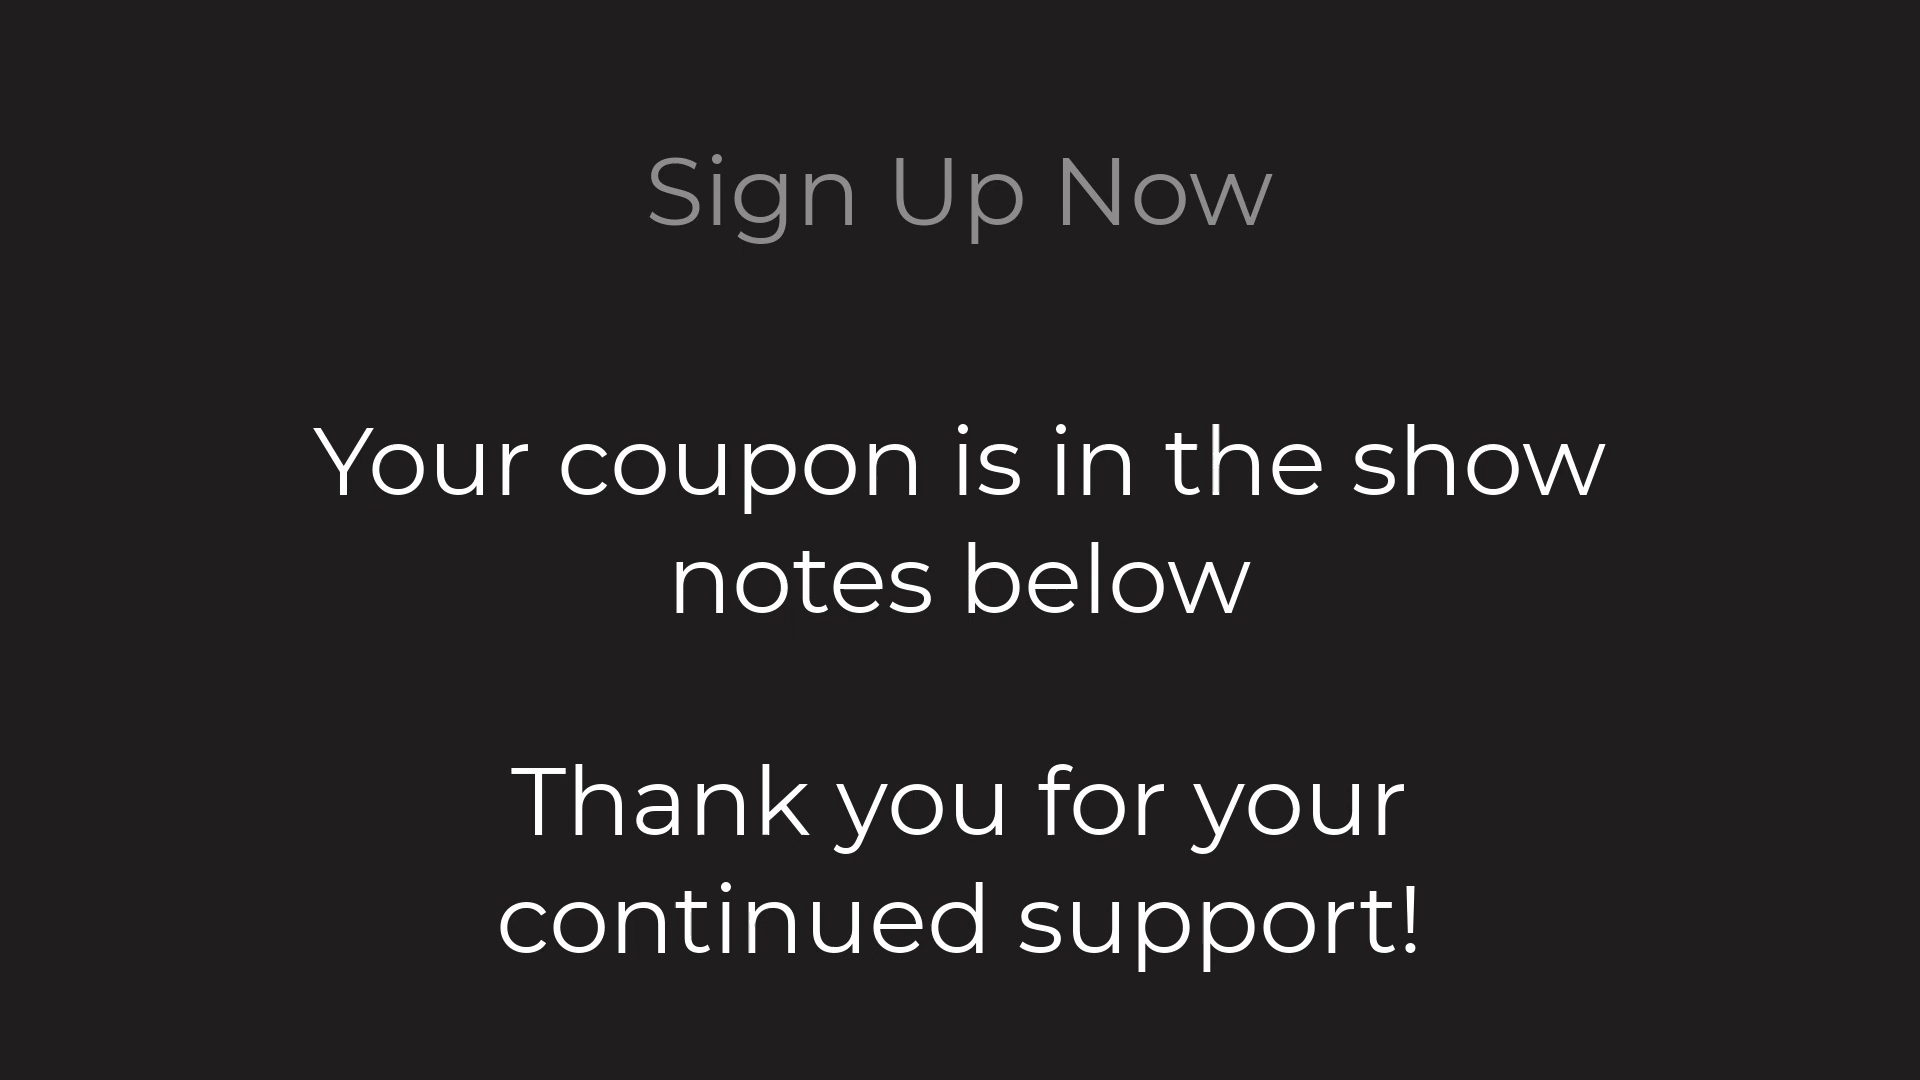 Sign Up Now
Your coupon is in the show
notes below
Thank you for your
continued support!